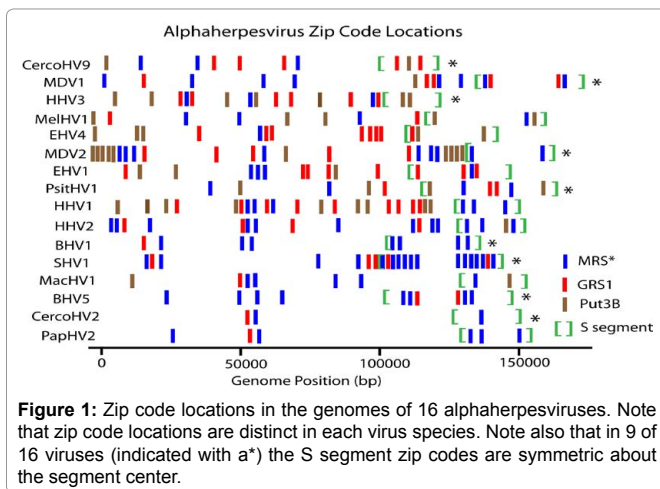 Alphaherpesvirus Zip Code Locations
CercoHV9 *
MDV1 *
HHV3 *
MelHV1
EHV4
MDV2 *
EHV1
PsitHV1 *
HHV1
HHV2
BHV1 *
SHV1 *
MacHV1
BHV5 *
CercoHV2 *
PapHV2
MRS*
GRS1
Put3B
[ ] S segment
0 50000 100000 150000
Genome Position (bp)
Figure 1: Zip code locations in the genomes of 16 alphaherpesviruses. Note
that zip code locations are distinct in each virus species. Note also that in 9 of
16 viruses (indicated with a*) the S segment zip codes are symmetric about
the segment center.